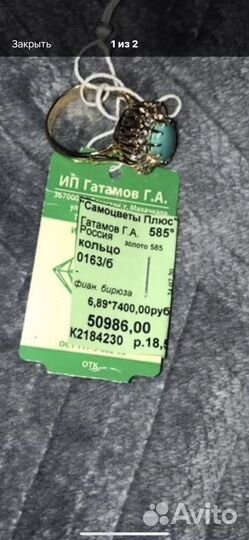 Закрыть
1 из 2
ИП Гатамов Г.А.
"Самоцветы Плюс"
Гатамов Г.А. 585°
Россия золото 585
кольцо
0163/б
фиан. бирюза
6,89*7400,00руб
50986,00
К2184230 р.18,5
ОТК
Avito